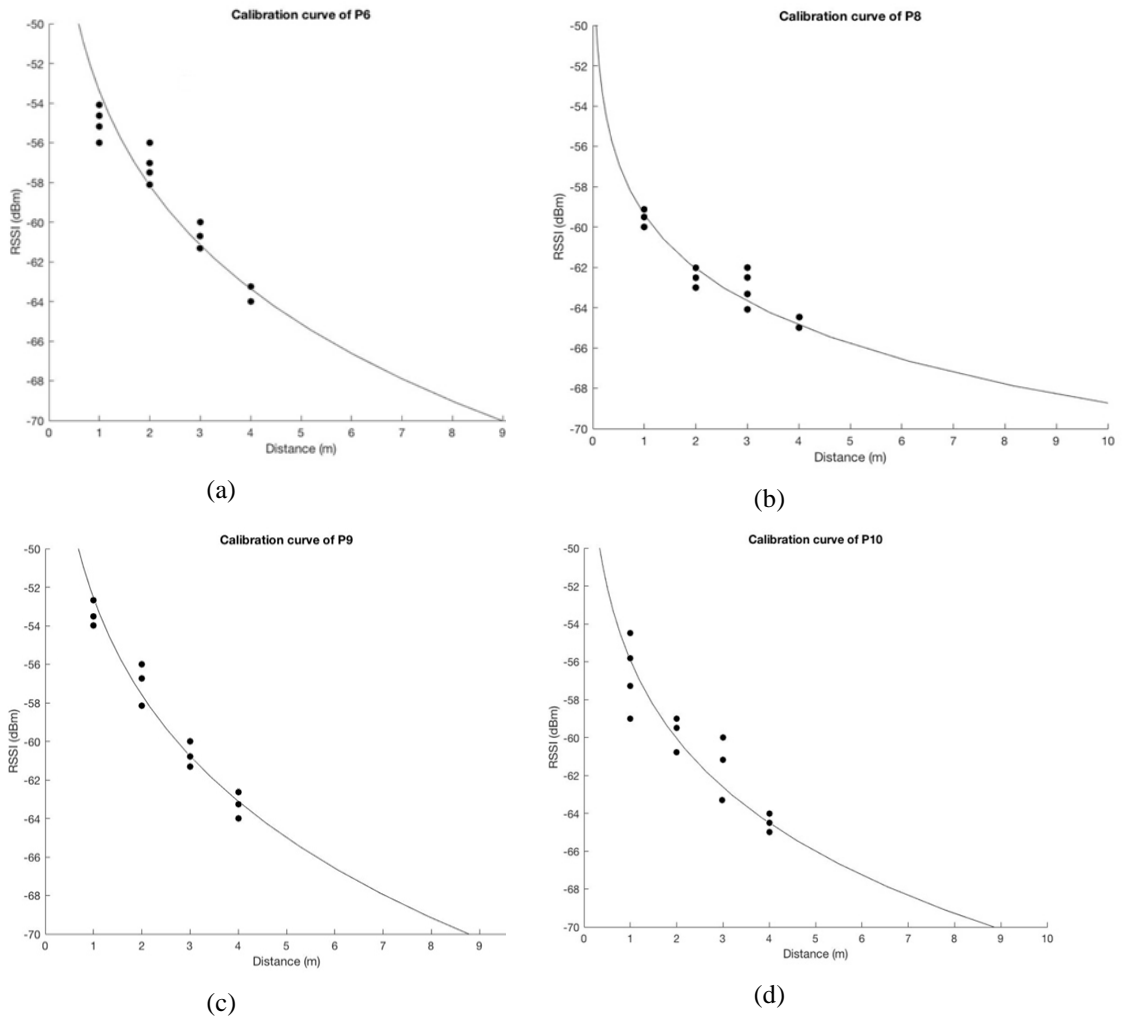 Calibration curve of P6
-50
-52
-54
-56
-58
-60
-62
-64
-66
-68
-70
RSSI (dBm)
0 1 2 3 4 5 6 7 8 9
Distance (m)
(a)
Calibration curve of P8
-50
-52
-54
-56
-58
-60
-62
-64
-66
-68
-70
RSSI (dBm)
0 1 2 3 4 5 6 7 8 9 10
Distance (m)
(b)
Calibration curve of P9
-50
-52
-54
-56
-58
-60
-62
-64
-66
-68
-70
RSSI (dBm)
0 1 2 3 4 5 6 7 8 9
Distance (m)
(c)
Calibration curve of P10
-50
-52
-54
-56
-58
-60
-62
-64
-66
-68
-70
RSSI (dBm)
0 1 2 3 4 5 6 7 8 9 10
Distance (m)
(d)